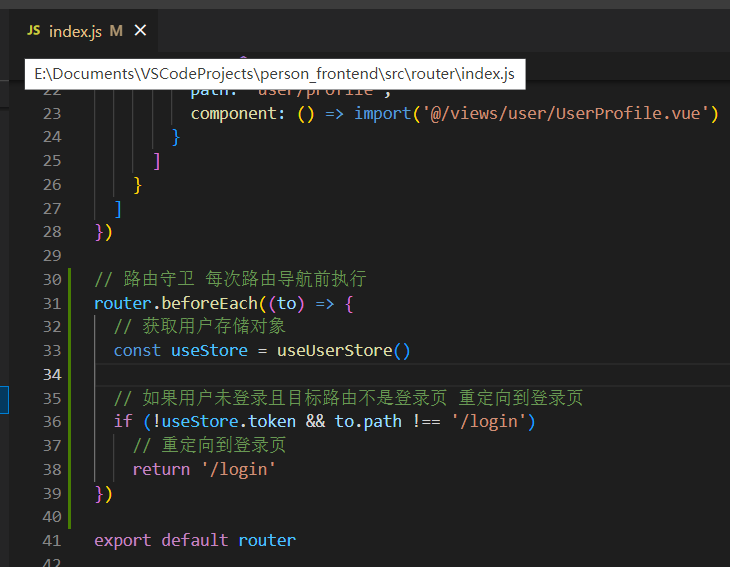 JS index.js M
E:\Documents\VSCodeProjects\person_frontend\src\router\index.js
22 path: 'user/profile',
23 component: () => import('@/views/user/UserProfile.vue')
24 }
25 ]
26 }
27 ]
28 })
29
30 // 路由守卫 每次路由导航前执行
31 router.beforeEach((to) => {
32 // 获取用户存储对象
33 const useStore = useUserStore()
34
35 // 如果用户未登录且目标路由不是登录页 重定向到登录页
36 if (!useStore.token && to.path !== '/login')
37 // 重定向到登录页
38 return '/login'
39 })
40
41 export default router
42